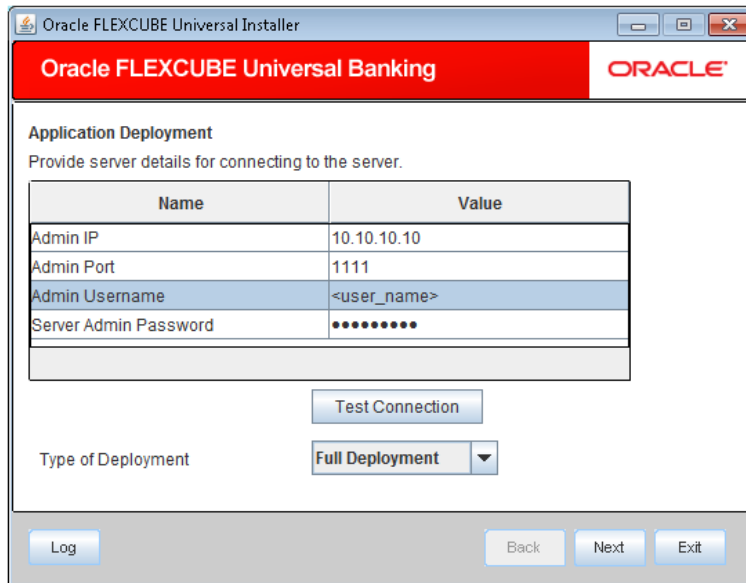 Oracle FLEXCUBE Universal Installer
Oracle FLEXCUBE Universal Banking
ORACLE
Application Deployment
Provide server details for connecting to the server.
Name Value
Admin IP 10.10.10.10
Admin Port 1111
Admin Username <user_name>
Server Admin Password •••••••••
Test Connection
Type of Deployment Full Deployment
Log Back Next Exit